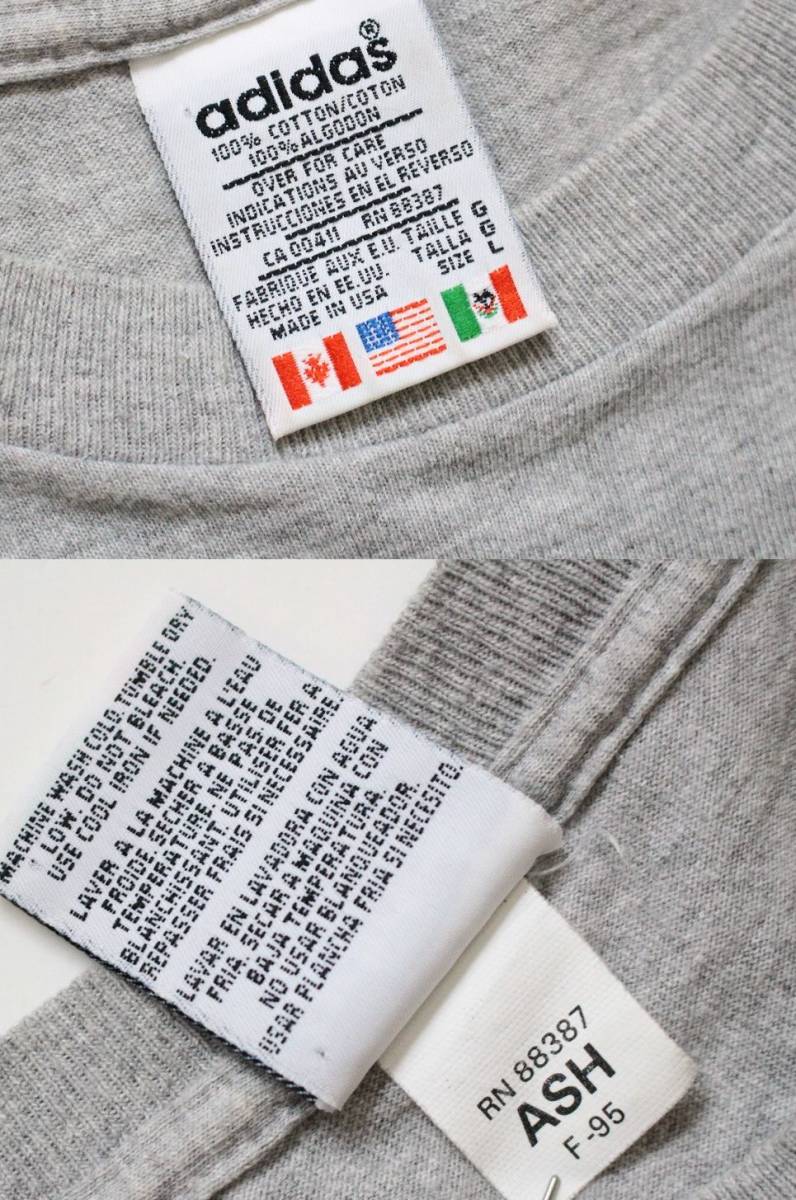 adidas®
100% COTTON/COTON
100% ALGODON
OVER FOR CARE
INDICATIONS AU VERSO
INSTRUCCIONES EN EL REVERSO
CA 00411 RN 88387
FABRIQUE AUX E.U. TAILLE G
HECHO EN EE.UU. TALLA G
MADE IN USA SIZE L
MACHINE WASH COLD. TUMBLE DRY
LOW. DO NOT BLEACH.
USE COOL IRON IF NEEDED.
LAVER A LA MACHINE A L'EAU
FROIDE. SECHER A BASSE
TEMPERATURE. NE PAS. DE
BLANCHISSANT. UTILISER FER A
REPASSER FRAIS SI NECESSAIRE.
LAVAR EN LAVADORA CON AGUA
FRIA. SECAR A MAQUINA CON
BAJA TEMPERATURA.
NO USAR BLANQUEADOR.
USAR PLANCHA FRIA SI NECESITO.
RN 88387
ASH
F-95